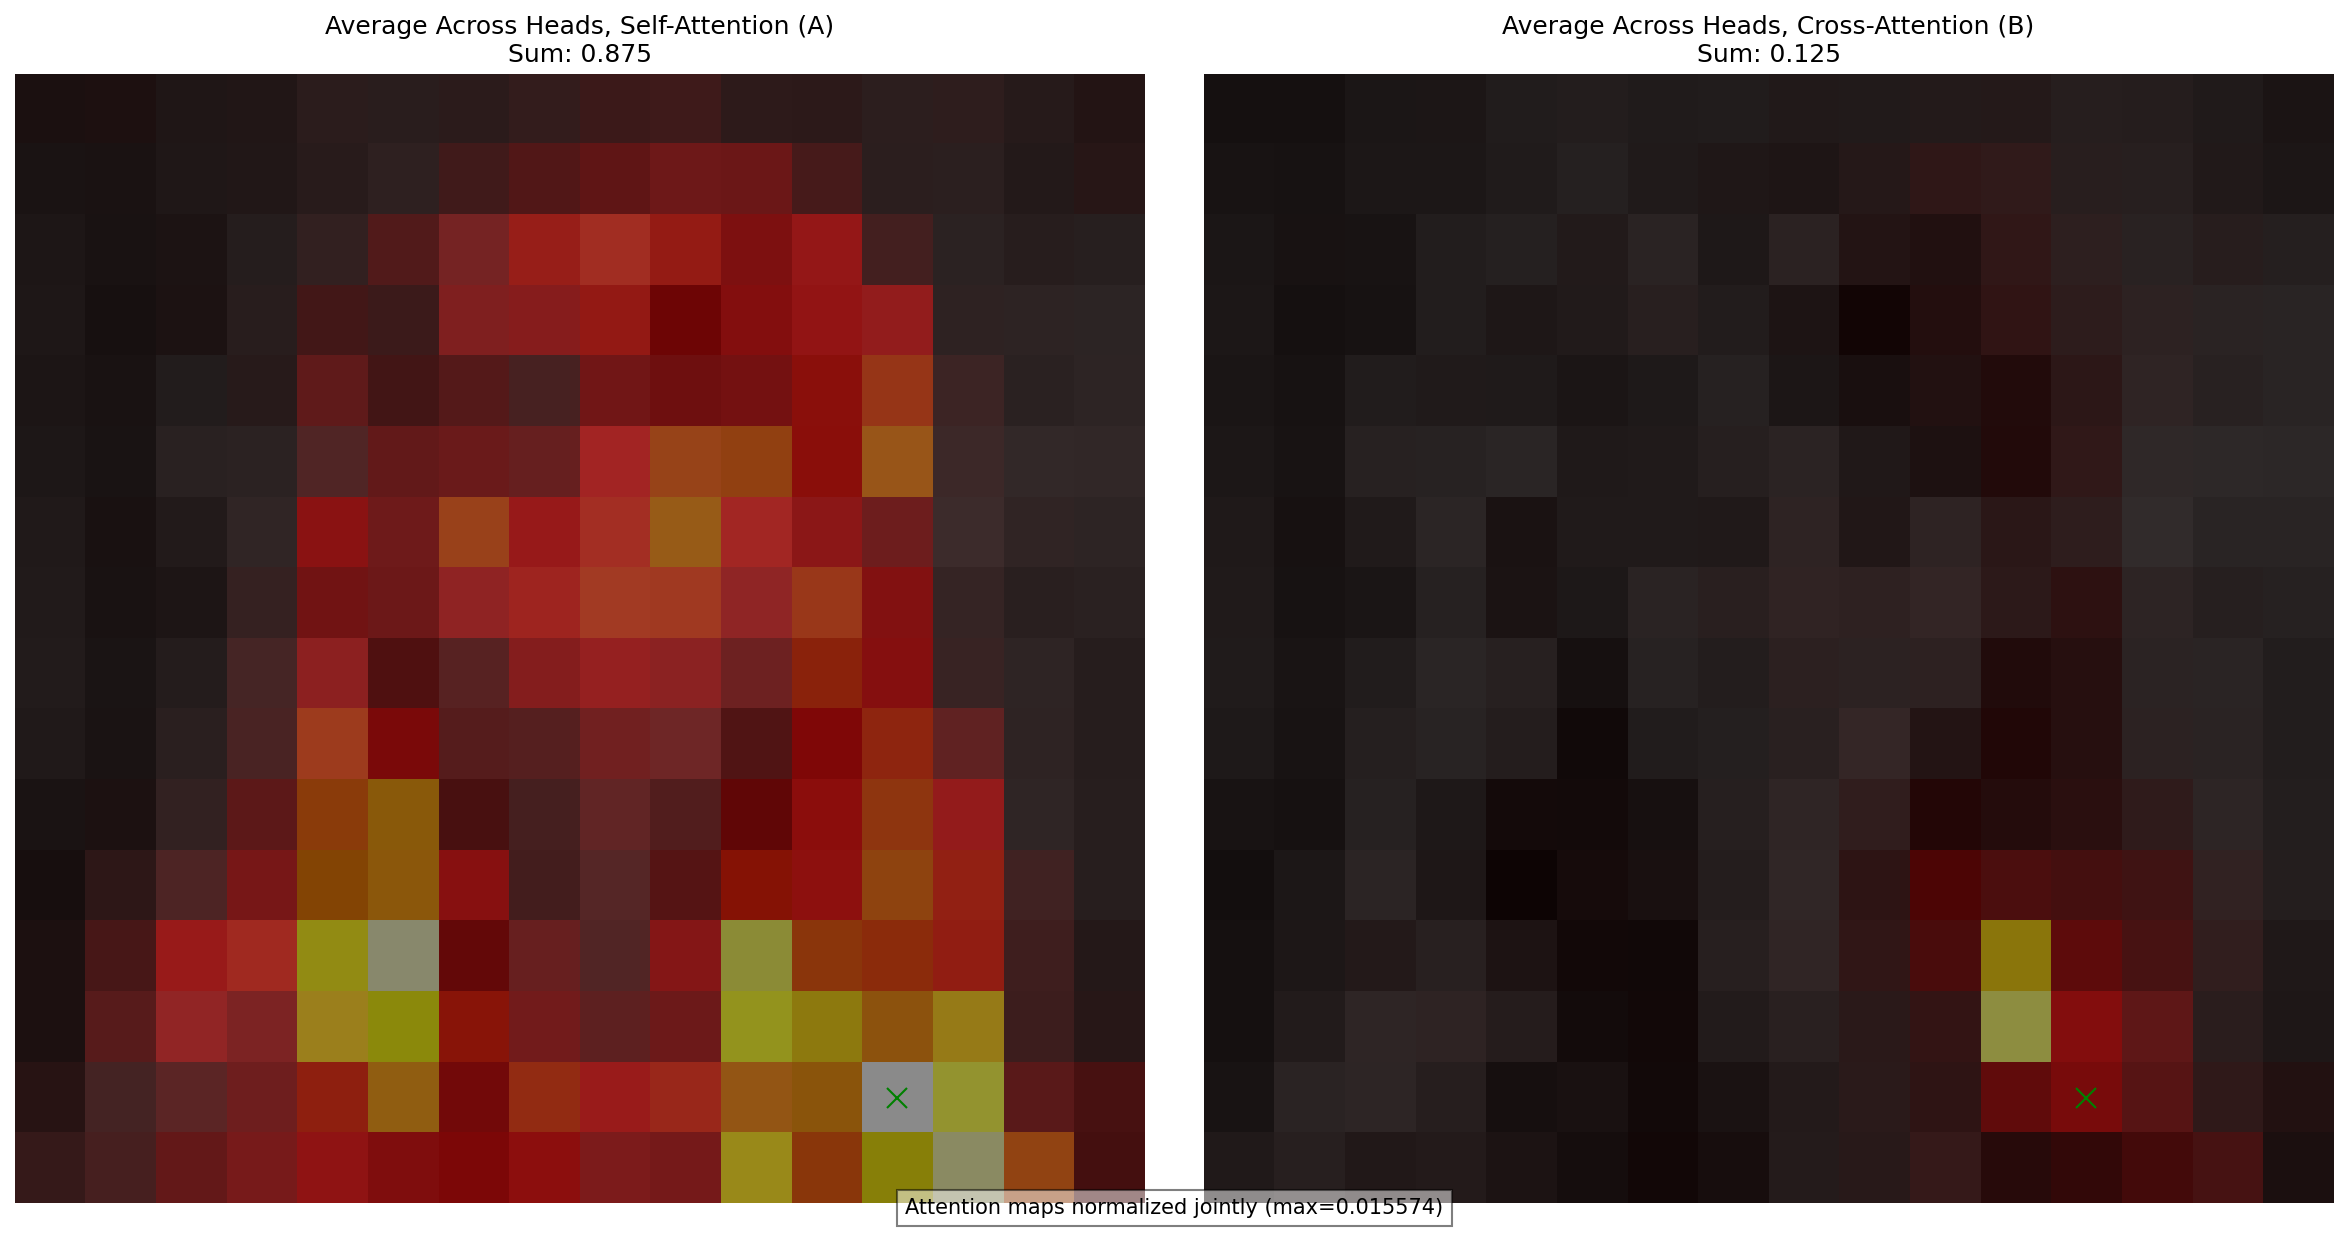 Average Across Heads, Self-Attention (A)
Sum: 0.875
Average Across Heads, Cross-Attention (B)
Sum: 0.125
Attention maps normalized jointly (max=0.015574)